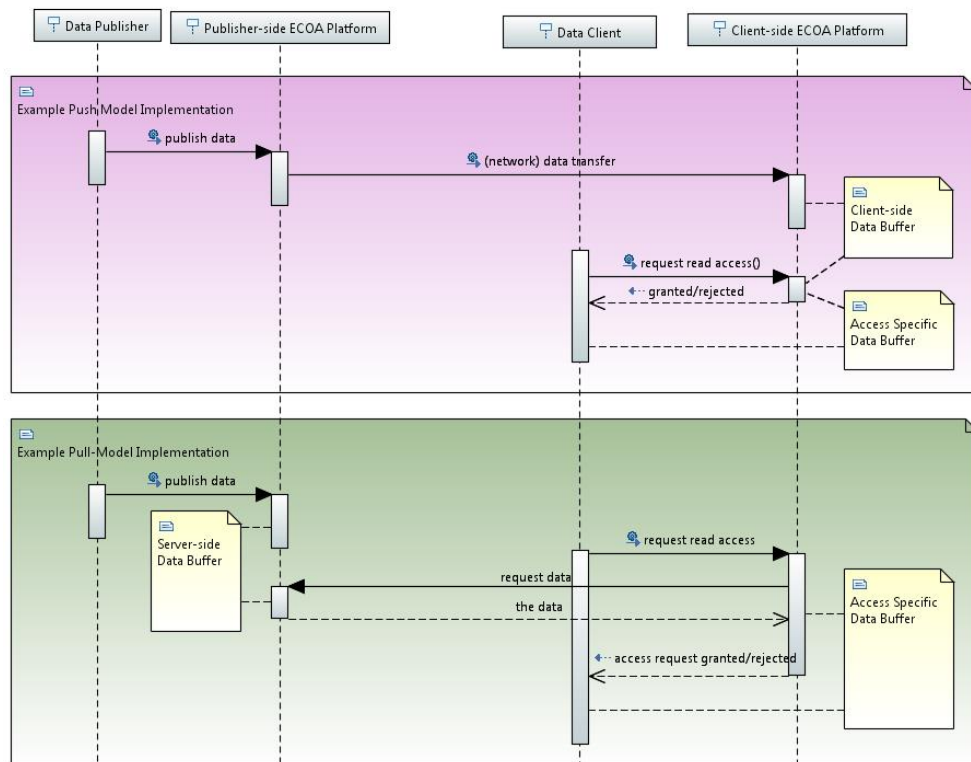 Data Publisher
Publisher-side ECOA Platform
Data Client
Client-side ECOA Platform
Example Push Model Implementation
publish data
(network) data transfer
Client-side
Data Buffer
request read access()
granted/rejected
Access Specific
Data Buffer
Example Pull-Model Implementation
publish data
Server-side
Data Buffer
request read access
request data
the data
Access Specific
Data Buffer
access request granted/rejected